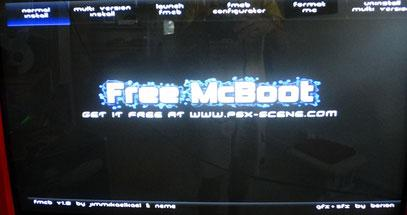 normal install
multi version install
launch fmcb
fmcb configurator
format mc
uninstall multi version
Free McBoot
GET IT FREE AT WWW.PSX-SCENE.COM
fmcb v1.8 by jimmikaelkael & neme
gfx+sfx by berion